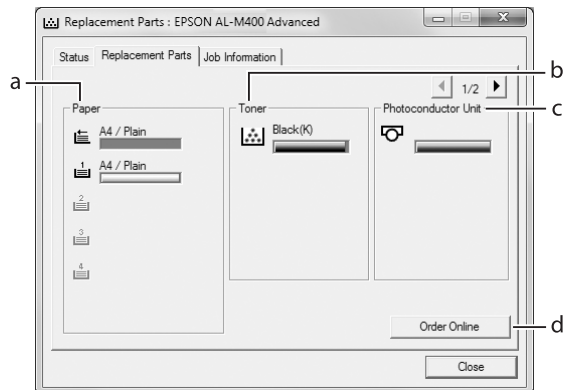 Replacement Parts : EPSON AL-M400 Advanced
X
Status Replacement Parts Job Information
1/2
a
b
c
d
Paper
A4 / Plain
1 A4 / Plain
2
3
4
Toner
Black(K)
Photoconductor Unit
Order Online
Close